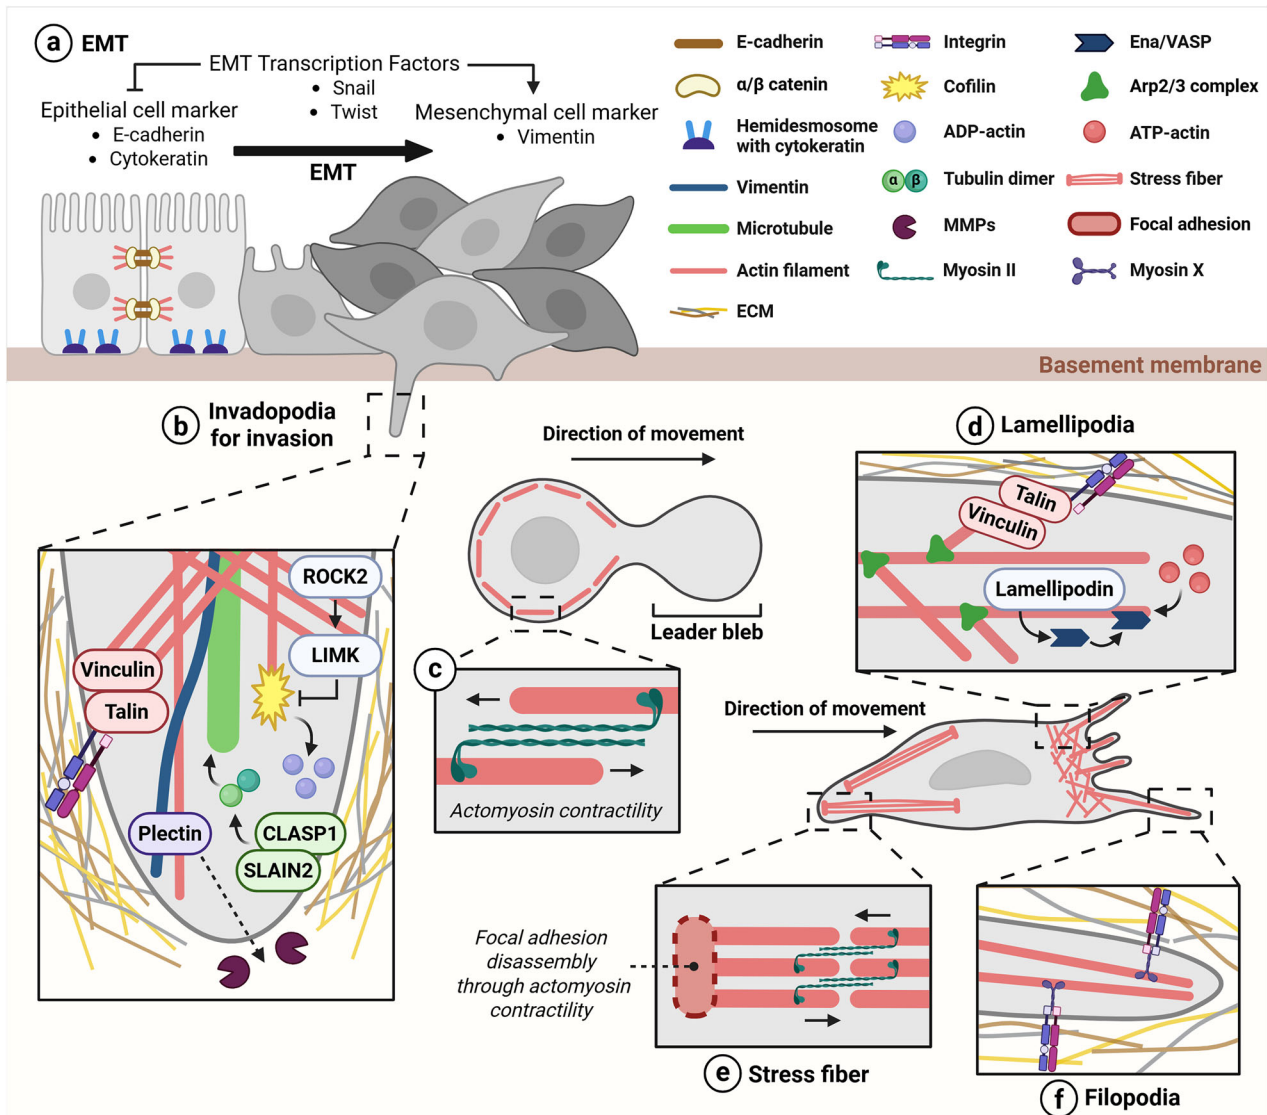 a EMT
EMT Transcription Factors
• Snail
• Twist
Epithelial cell marker
• E-cadherin
• Cytokeratin
Mesenchymal cell marker
• Vimentin
EMT
E-cadherin
α/β catenin
Hemidesmosome
with cytokeratin
Vimentin
Microtubule
Actin filament
ECM
Integrin
Cofilin
ADP-actin
α β
Tubulin dimer
MMPs
Myosin II
Ena/VASP
Arp2/3 complex
ATP-actin
Stress fiber
Focal adhesion
Myosin X
Basement membrane
b Invadopodia
for invasion
ROCK2
LIMK
Vinculin
Talin
Plectin
CLASP1
SLAIN2
Direction of movement
Leader bleb
c
Actomyosin contractility
d Lamellipodia
Talin
Vinculin
Lamellipodin
Direction of movement
Focal adhesion
disassembly
through actomyosin
contractility
e Stress fiber
f Filopodia